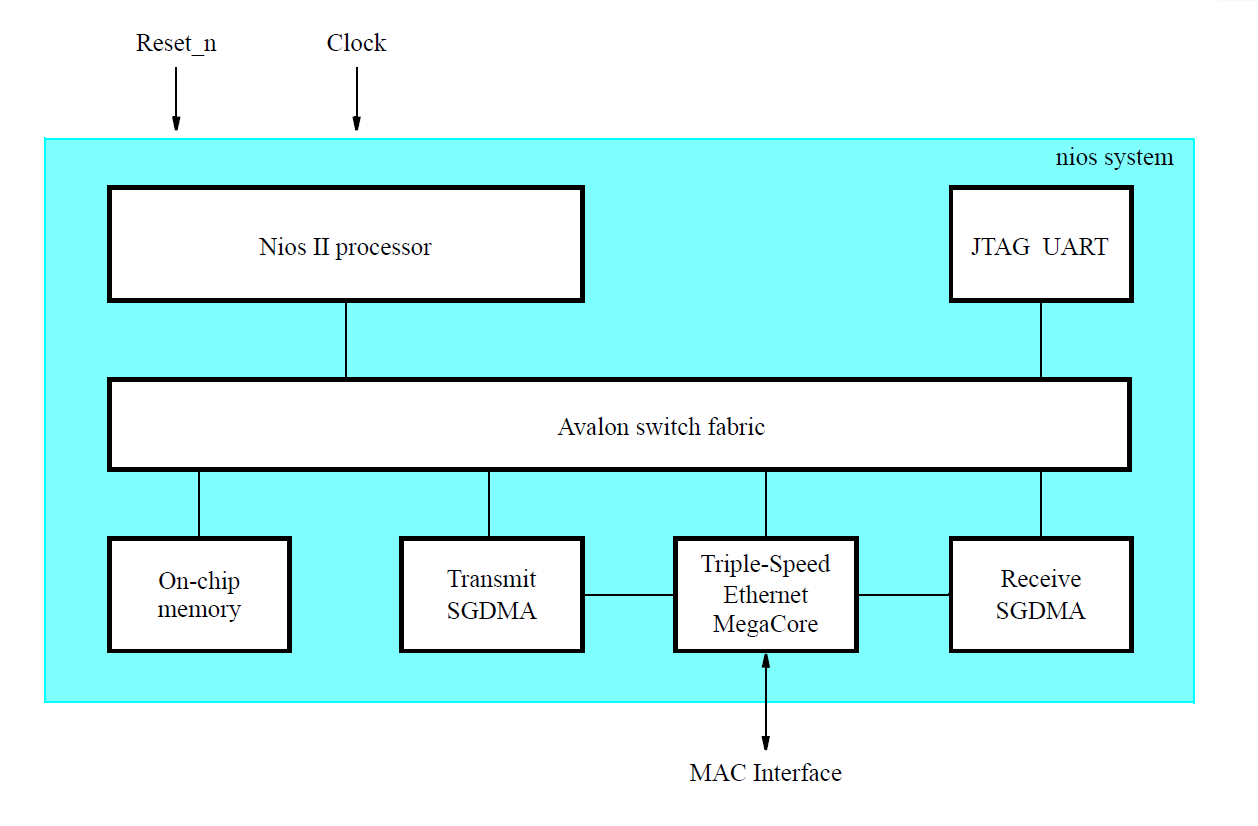 Reset_n
Clock
nios system
Nios II processor
JTAG UART
Avalon switch fabric
On-chip
memory
Transmit
SGDMA
Triple-Speed
Ethernet
MegaCore
Receive
SGDMA
MAC Interface